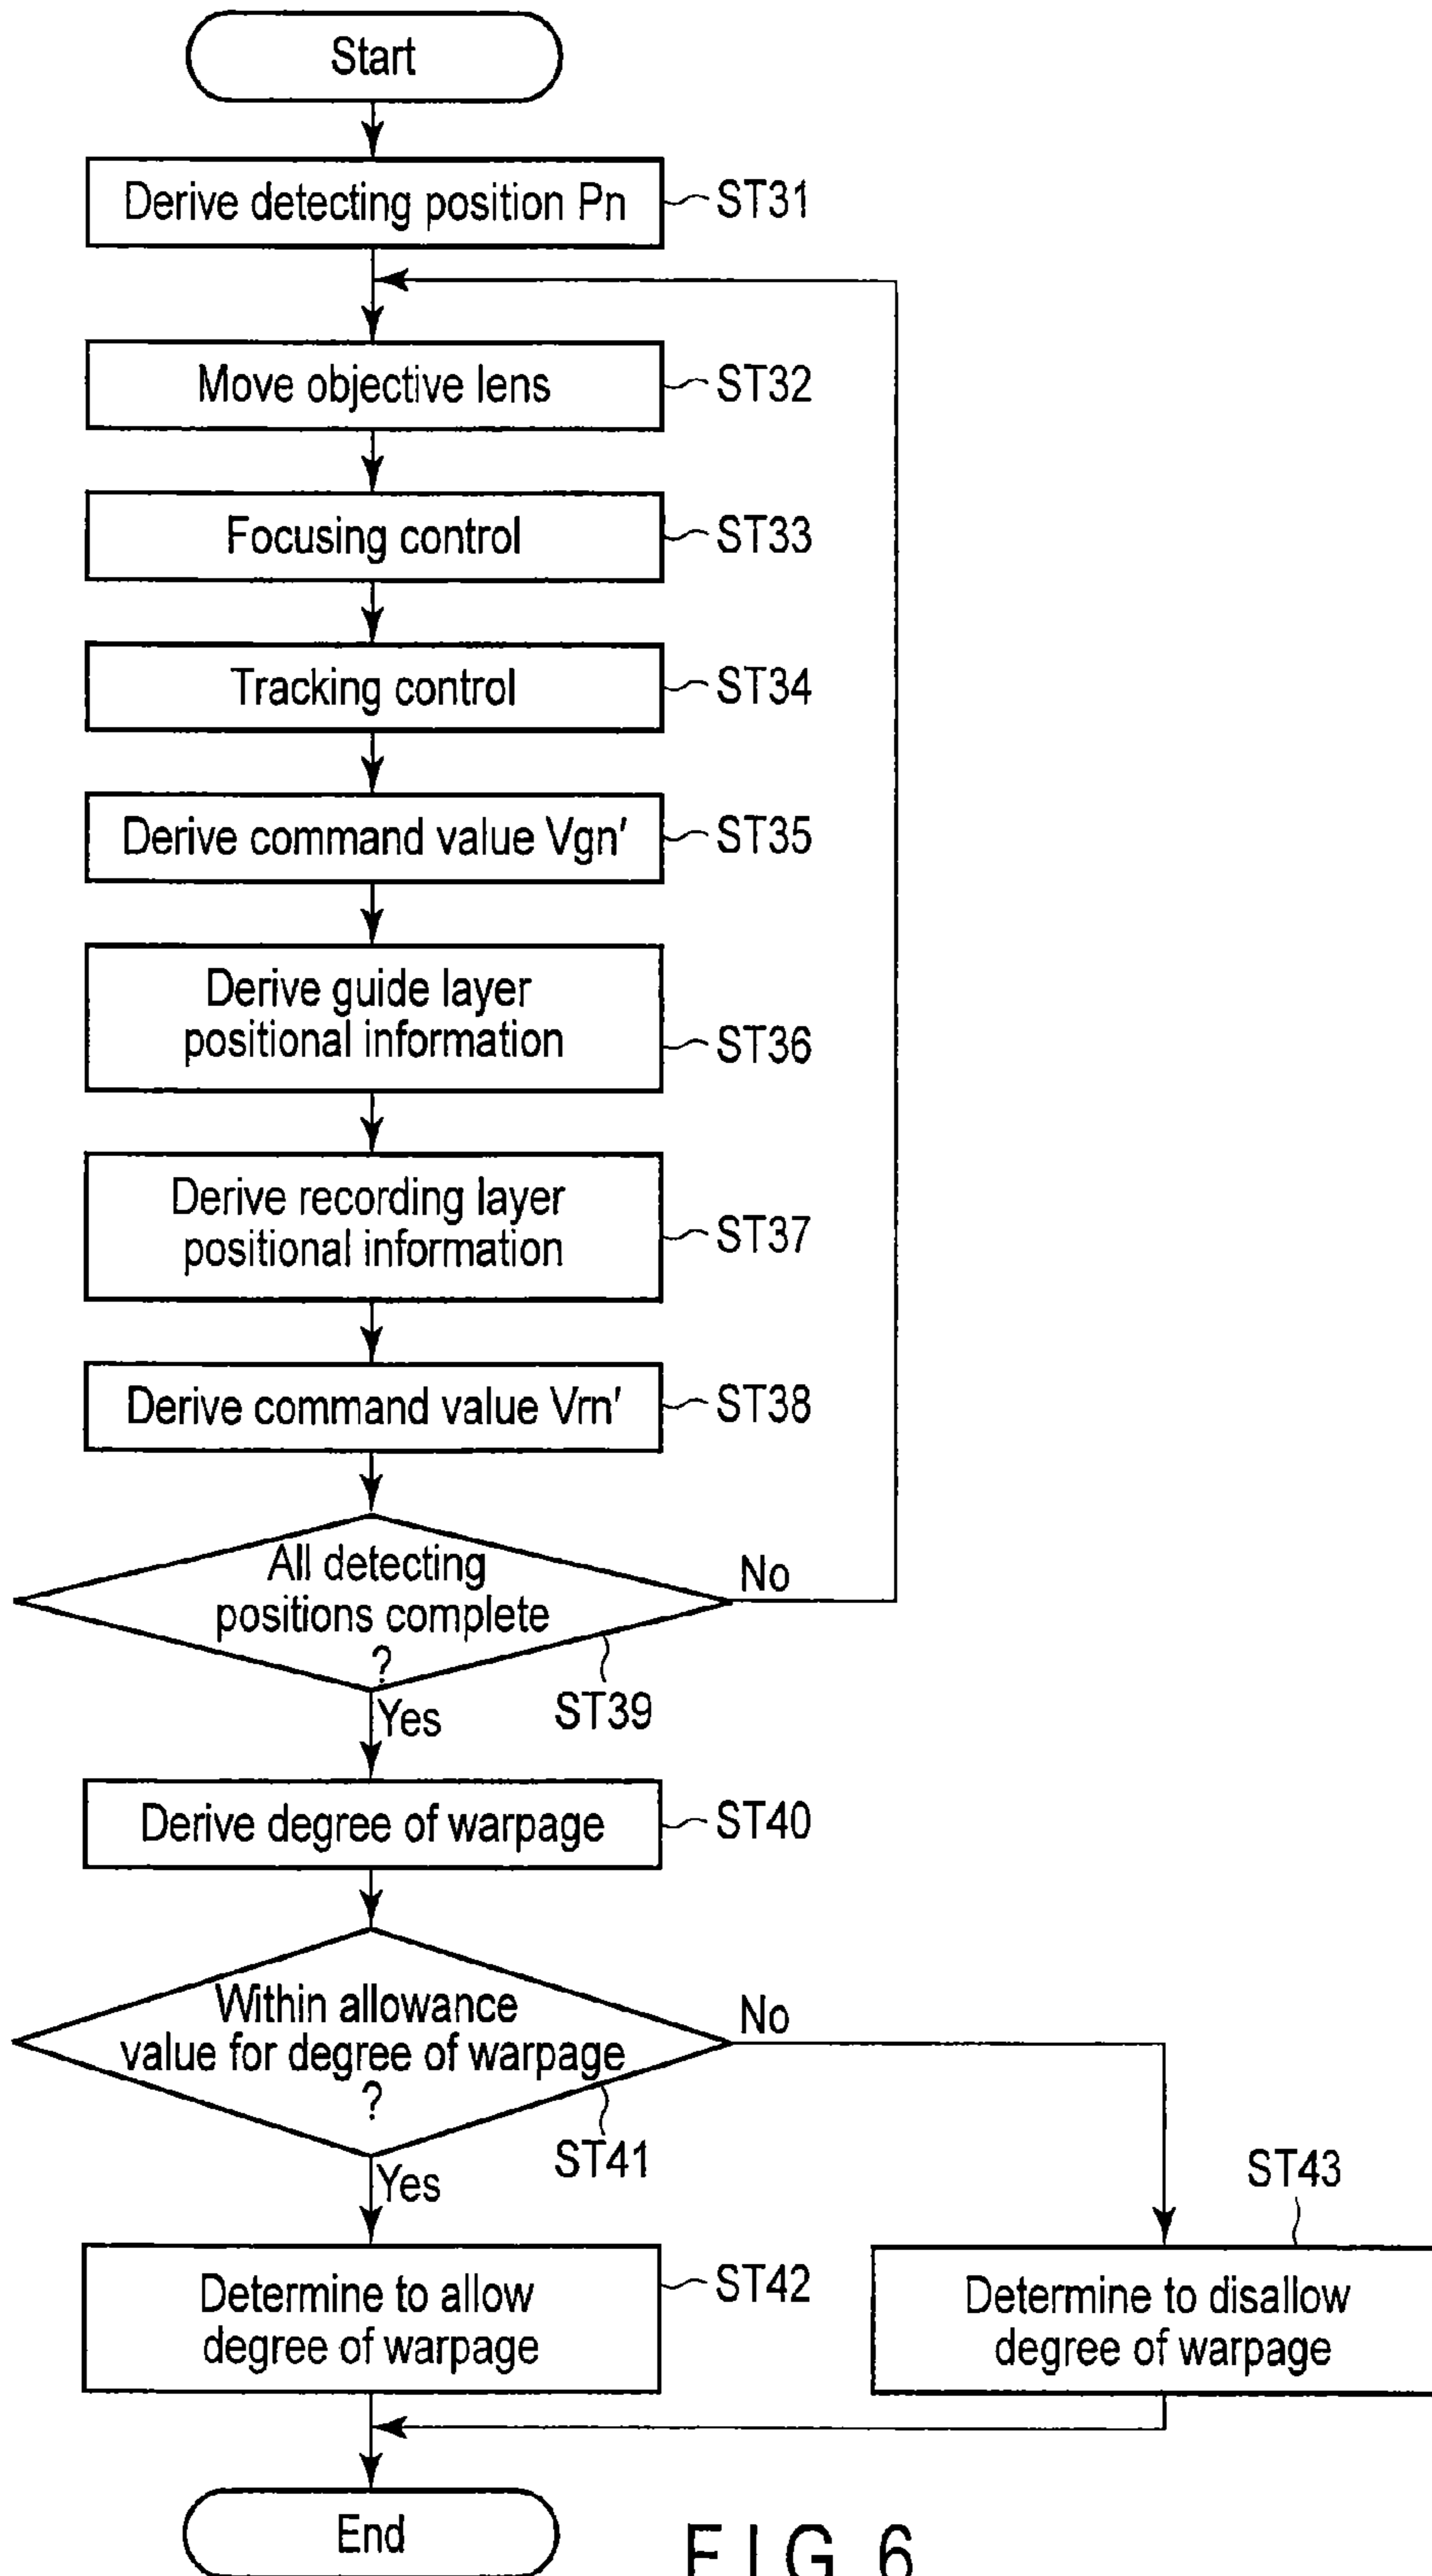 Start
Derive detecting position Pn
ST31
Move objective lens
ST32
Focusing control
ST33
Tracking control
ST34
Derive command value Vgn′
ST35
Derive guide layer
positional information
ST36
Derive recording layer
positional information
ST37
Derive command value Vrn′
ST38
All detecting
positions complete
?
No
ST39
Yes
Derive degree of warpage
ST40
Within allowance
value for degree of warpage
?
No
ST41
Yes
ST43
Determine to allow
degree of warpage
ST42
Determine to disallow
degree of warpage
End
FIG. 6